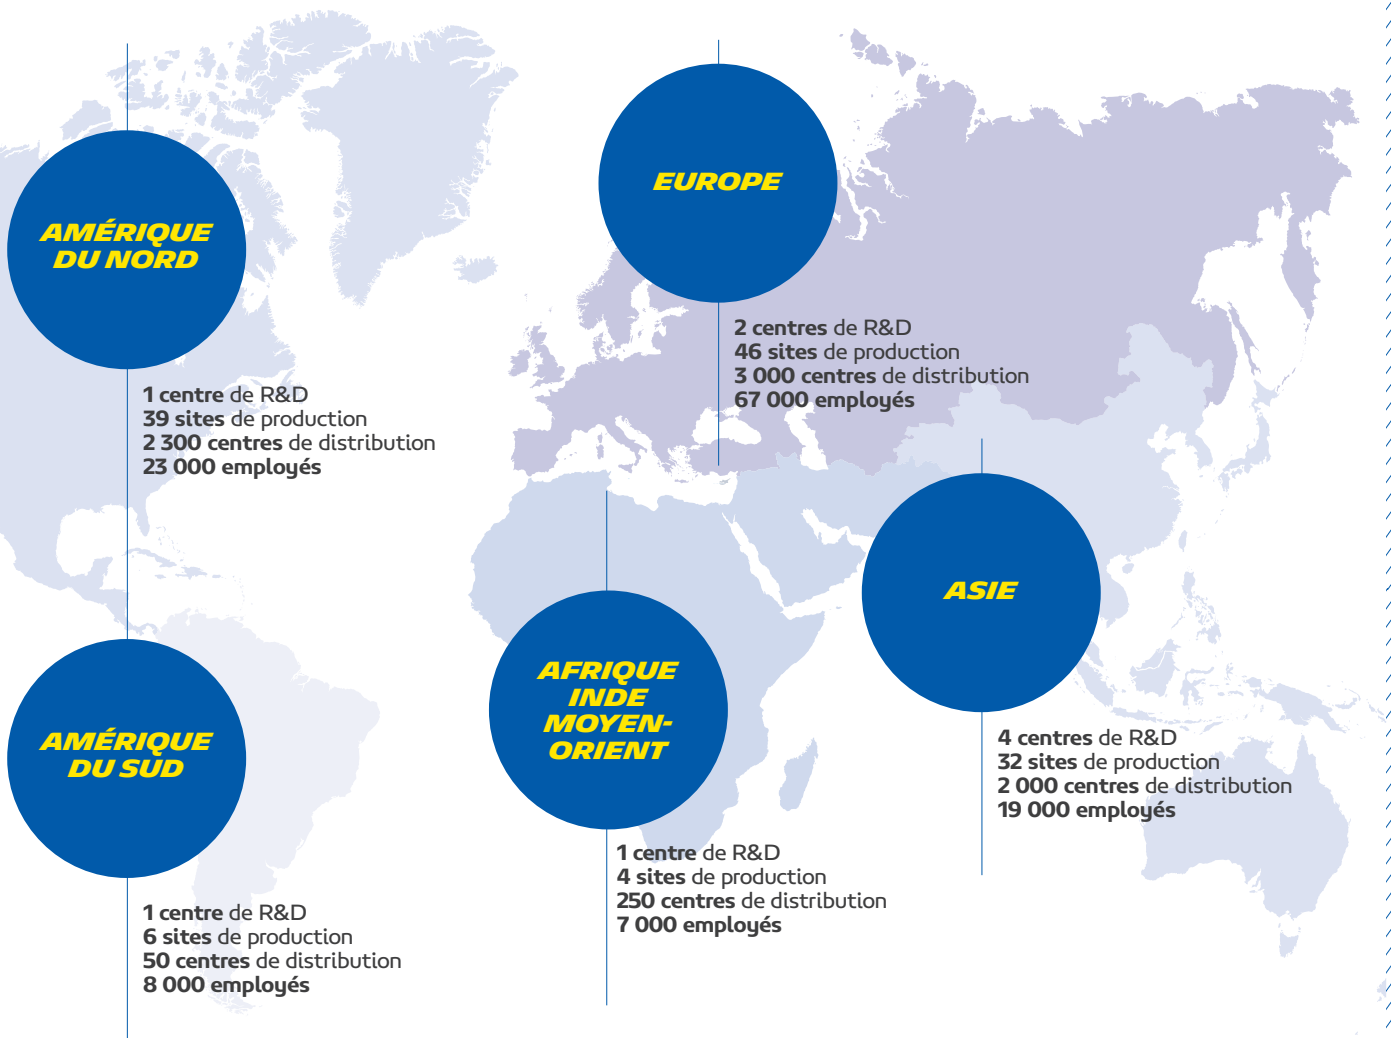 AMÉRIQUE
DU NORD
1 centre de R&D
39 sites de production
2 300 centres de distribution
23 000 employés
EUROPE
2 centres de R&D
46 sites de production
3 000 centres de distribution
67 000 employés
AMÉRIQUE
DU SUD
1 centre de R&D
6 sites de production
50 centres de distribution
8 000 employés
AFRIQUE
INDE
MOYEN-
ORIENT
1 centre de R&D
4 sites de production
250 centres de distribution
7 000 employés
ASIE
4 centres de R&D
32 sites de production
2 000 centres de distribution
19 000 employés